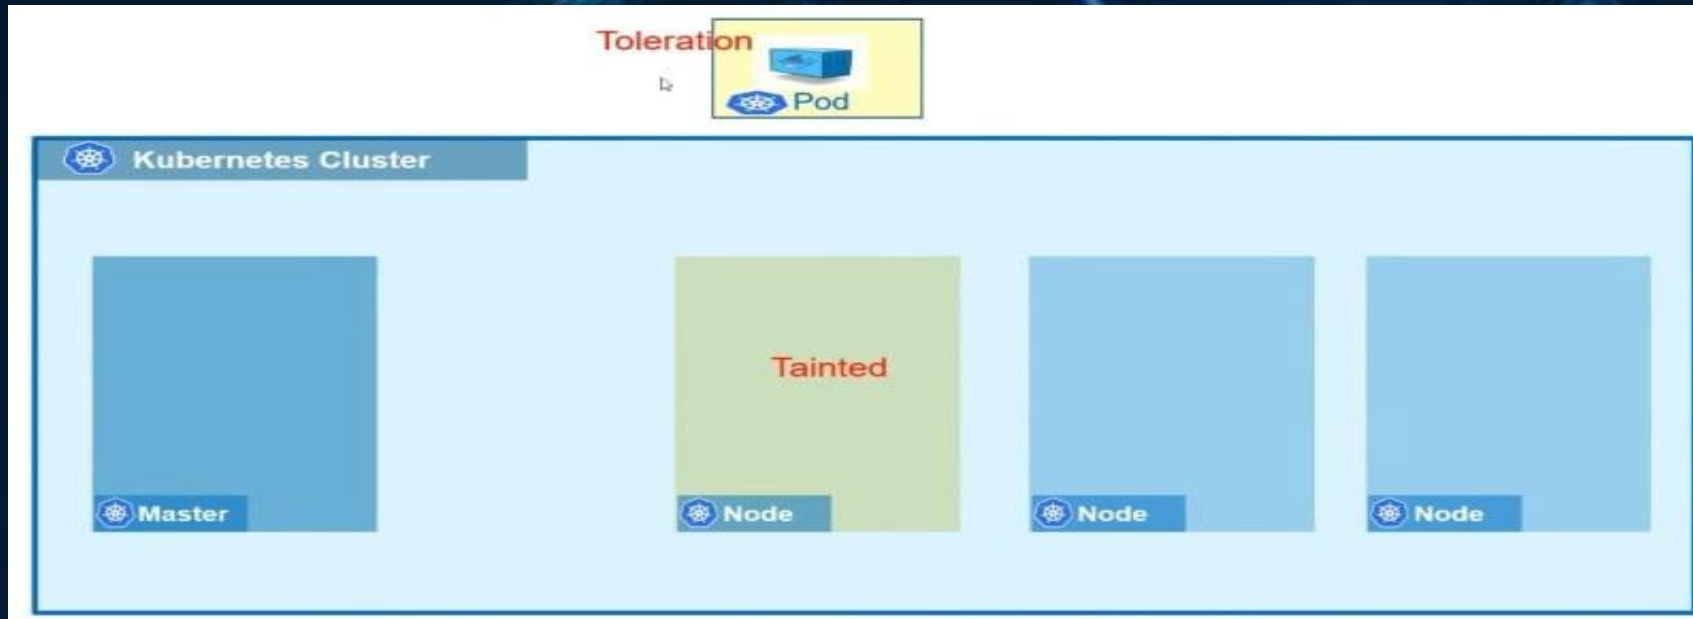 Toleration
Pod
Kubernetes Cluster
Tainted
Master
Node
Node
Node